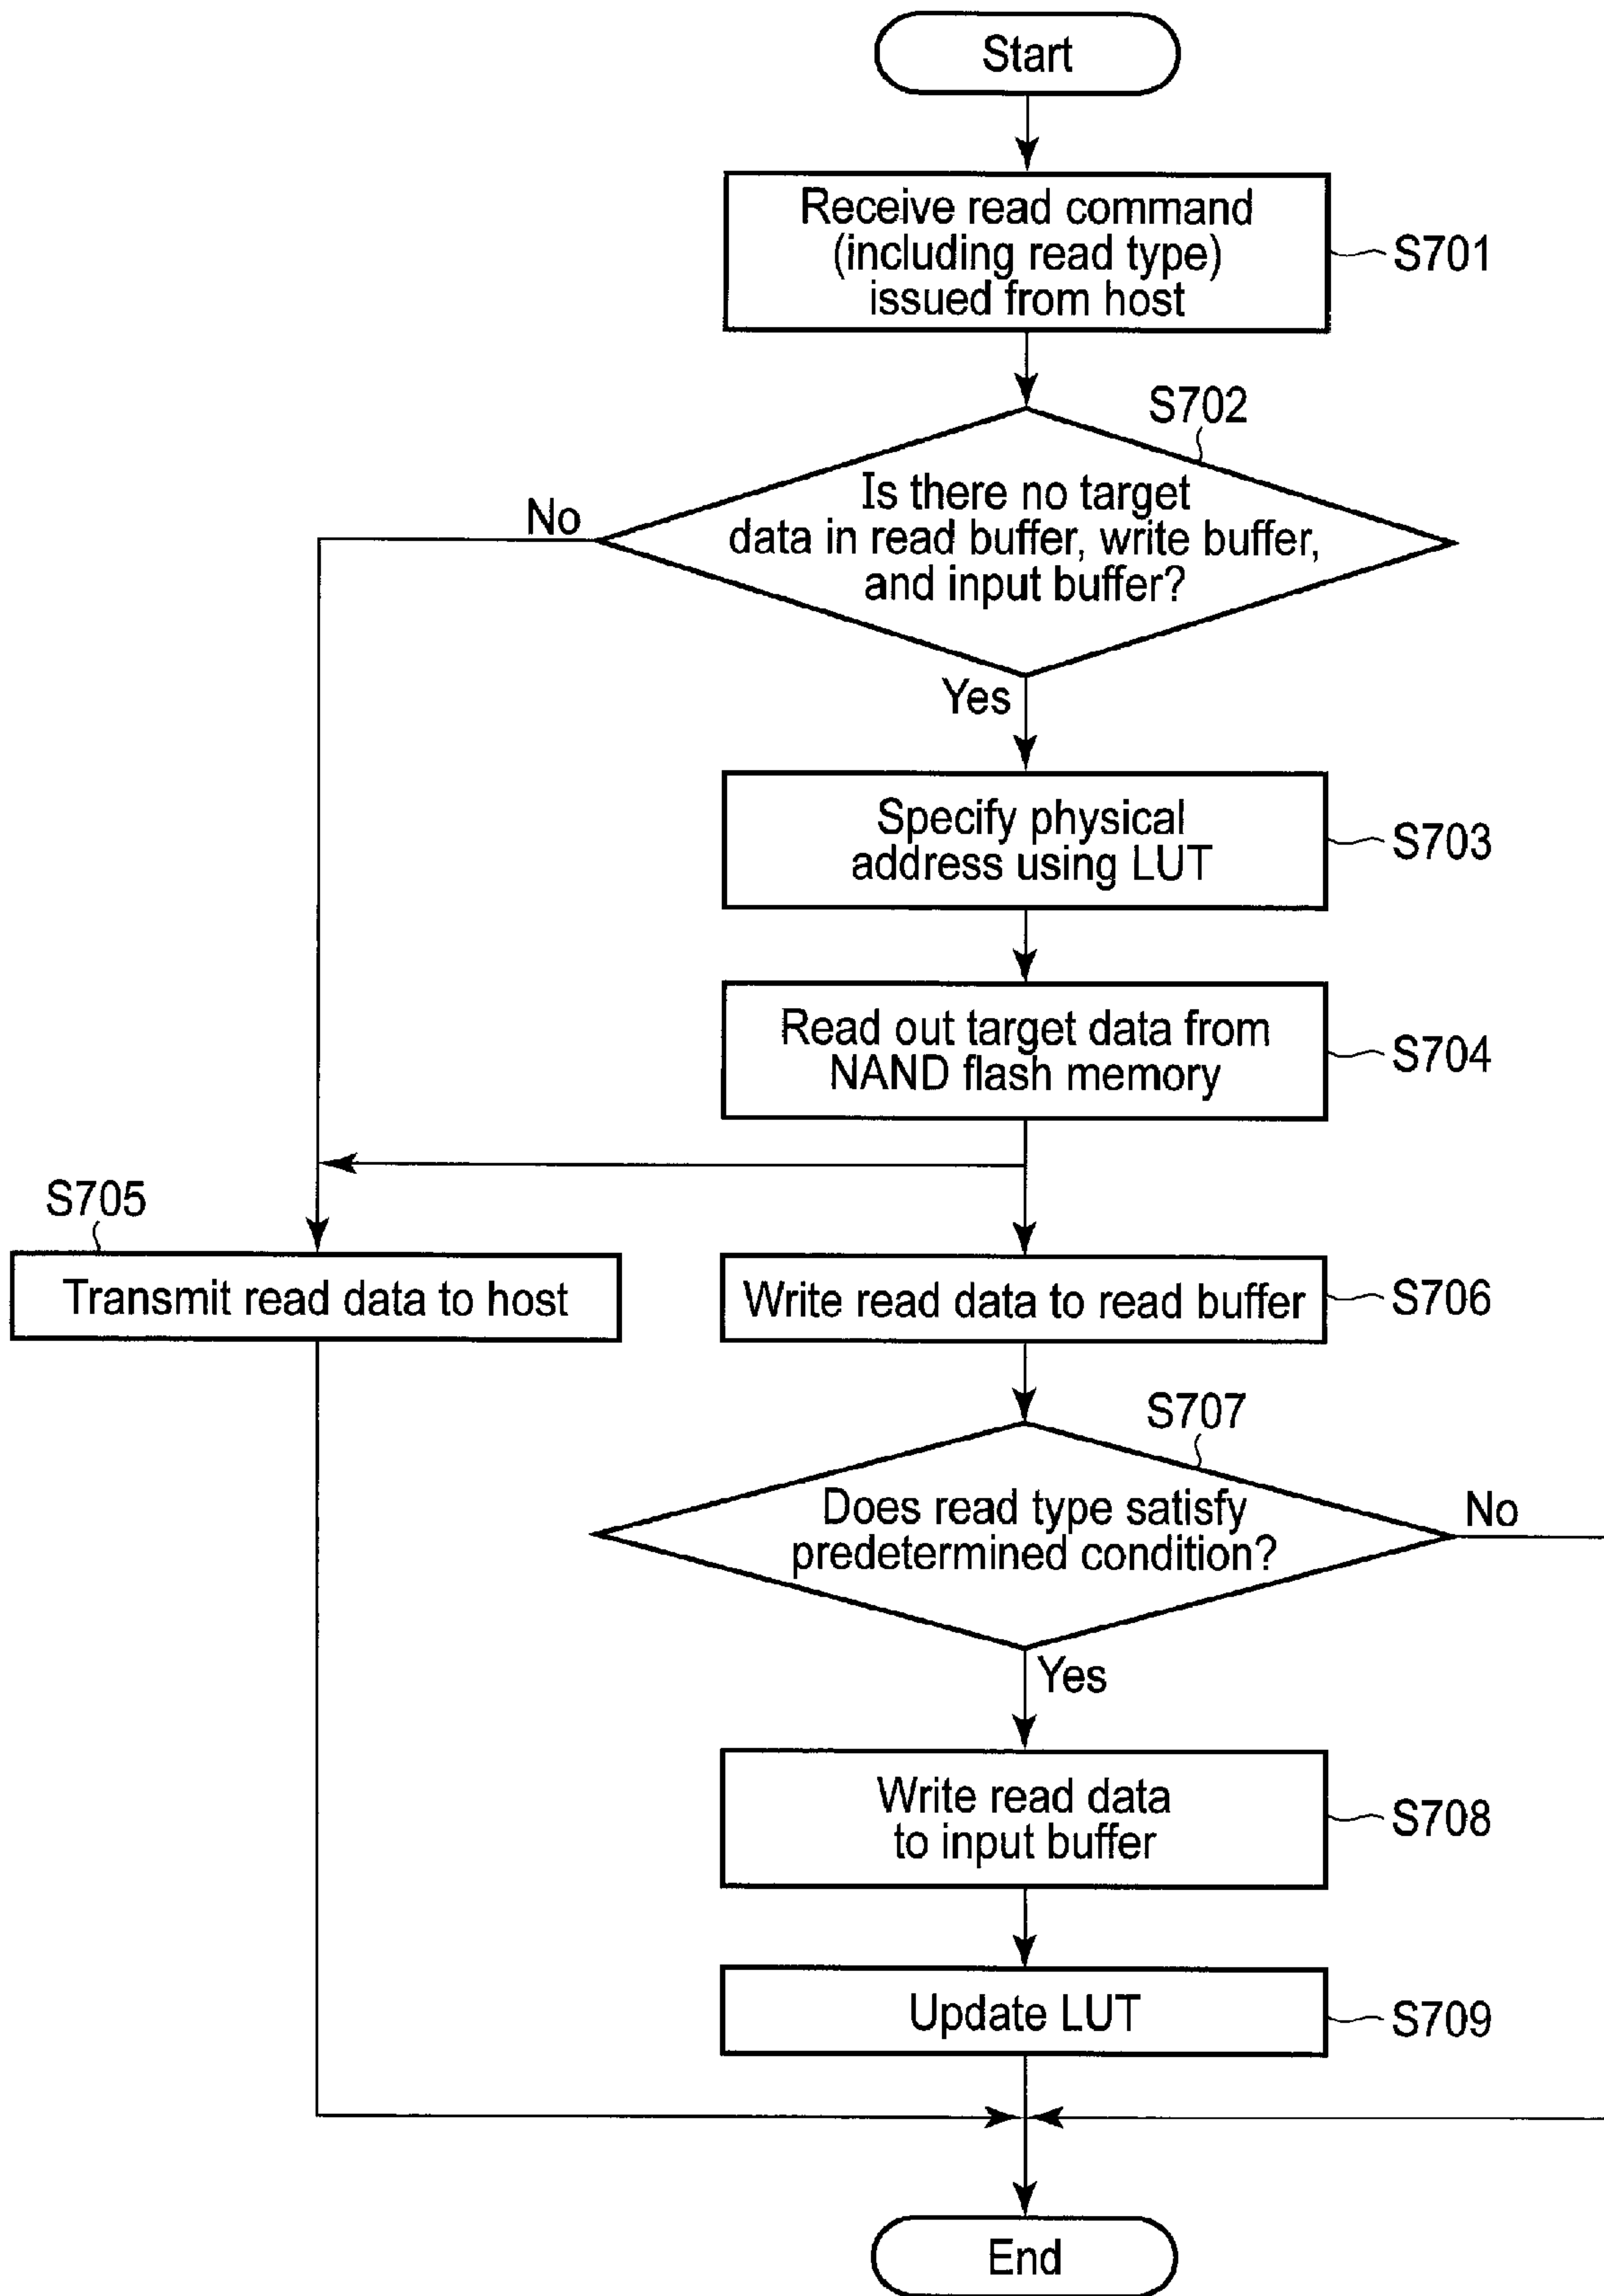 Start
Receive read command
(including read type)
issued from host
S701
S702
Is there no target
data in read buffer, write buffer,
and input buffer?
No
Yes
Specify physical
address using LUT
S703
Read out target data from
NAND flash memory
S704
S705
Transmit read data to host
Write read data to read buffer
S706
S707
Does read type satisfy
predetermined condition?
No
Yes
Write read data
to input buffer
S708
Update LUT
S709
End